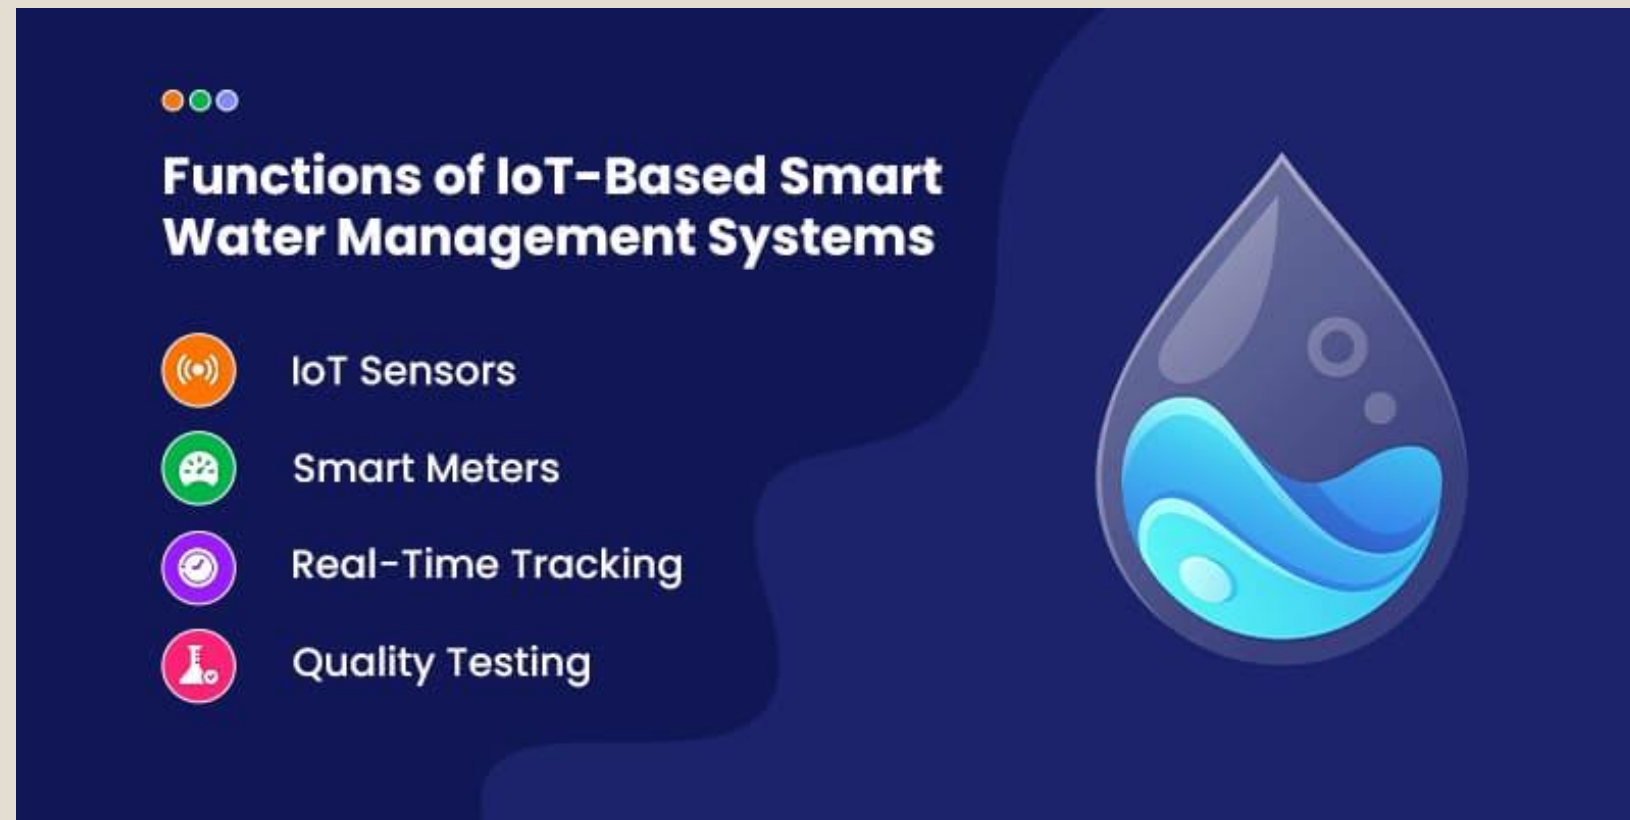 Functions of IoT-Based Smart
Water Management Systems
IoT Sensors
Smart Meters
Real-Time Tracking
Quality Testing